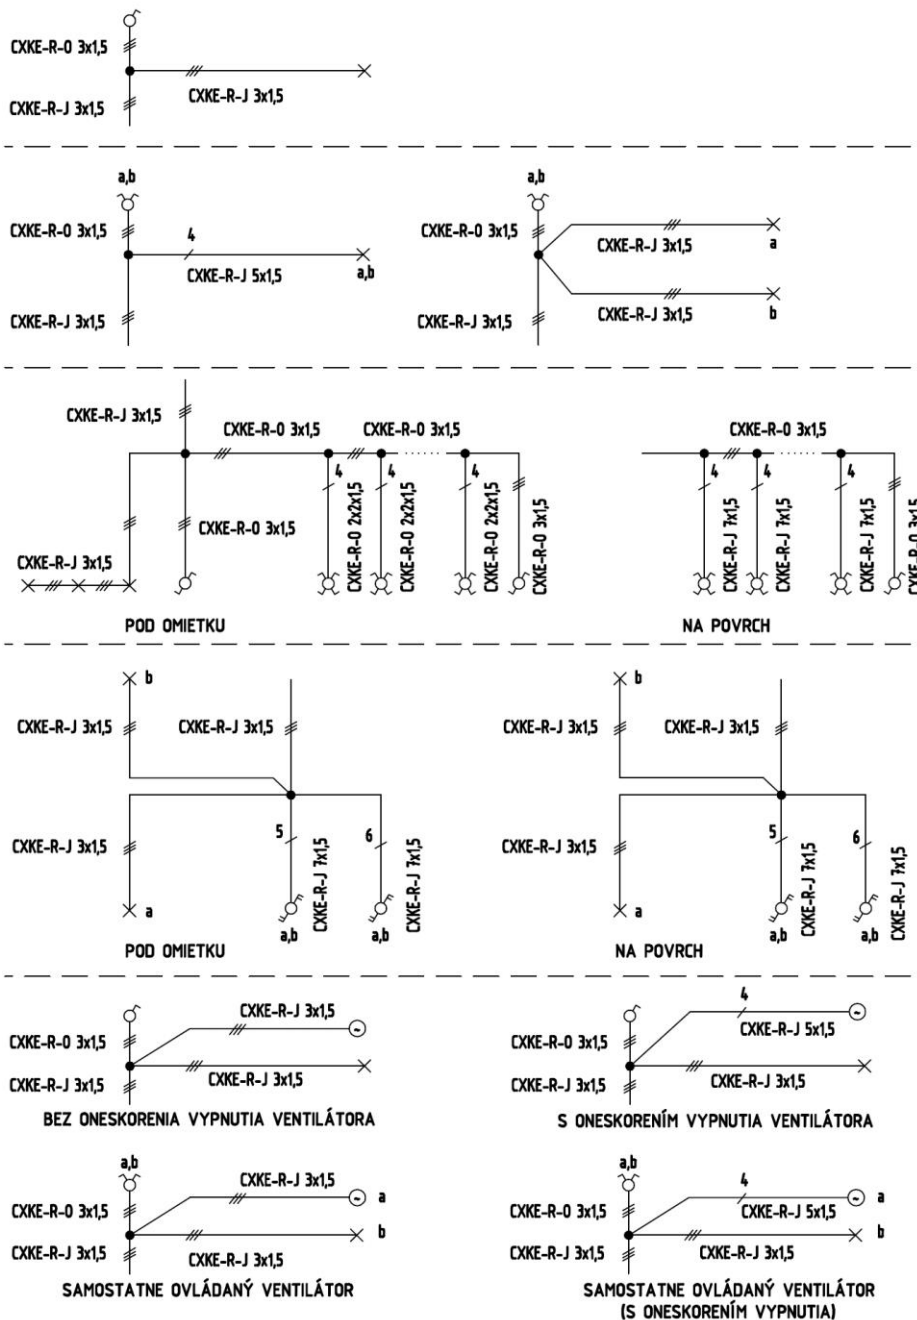 CXKE-R-O 3x1,5
CXKE-R-J 3x1,5
CXKE-R-J 3x1,5
a,b
CXKE-R-O 3x1,5
4
CXKE-R-J 5x1,5
a,b
CXKE-R-J 3x1,5
a,b
CXKE-R-O 3x1,5
CXKE-R-J 3x1,5
a
CXKE-R-J 3x1,5
CXKE-R-J 3x1,5
b
CXKE-R-J 3x1,5
CXKE-R-O 3x1,5
CXKE-R-O 3x1,5
4
4
4
CXKE-R-O 3x1,5
CXKE-R-J 3x1,5
CXKE-R-O 2x2x1,5
CXKE-R-O 2x2x1,5
CXKE-R-O 2x2x1,5
CXKE-R-O 3x1,5
POD OMIETKU
CXKE-R-O 3x1,5
4
4
4
CXKE-R-J 7x1,5
CXKE-R-J 7x1,5
CXKE-R-J 7x1,5
CXKE-R-O 3x1,5
NA POVRCH
b
CXKE-R-J 3x1,5
CXKE-R-J 3x1,5
CXKE-R-J 3x1,5
5
6
CXKE-R-J 7x1,5
CXKE-R-J 7x1,5
a
a,b
a,b
POD OMIETKU
b
CXKE-R-J 3x1,5
CXKE-R-J 3x1,5
CXKE-R-J 3x1,5
5
6
CXKE-R-J 7x1,5
CXKE-R-J 7x1,5
a
a,b
a,b
NA POVRCH
CXKE-R-J 3x1,5
CXKE-R-O 3x1,5
~
CXKE-R-J 3x1,5
CXKE-R-J 3x1,5
BEZ ONESKORENIA VYPNUTIA VENTILÁTORA
4
CXKE-R-J 5x1,5
~
CXKE-R-O 3x1,5
CXKE-R-J 3x1,5
CXKE-R-J 3x1,5
S ONESKORENÍM VYPNUTIA VENTILÁTORA
a,b
CXKE-R-J 3x1,5
~
a
CXKE-R-O 3x1,5
b
CXKE-R-J 3x1,5
CXKE-R-J 3x1,5
SAMOSTATNE OVLÁDANÝ VENTILÁTOR
a,b
4
~
a
CXKE-R-O 3x1,5
CXKE-R-J 5x1,5
b
CXKE-R-J 3x1,5
CXKE-R-J 3x1,5
SAMOSTATNE OVLÁDANÝ VENTILÁTOR
(S ONESKORENÍM VYPNUTIA)